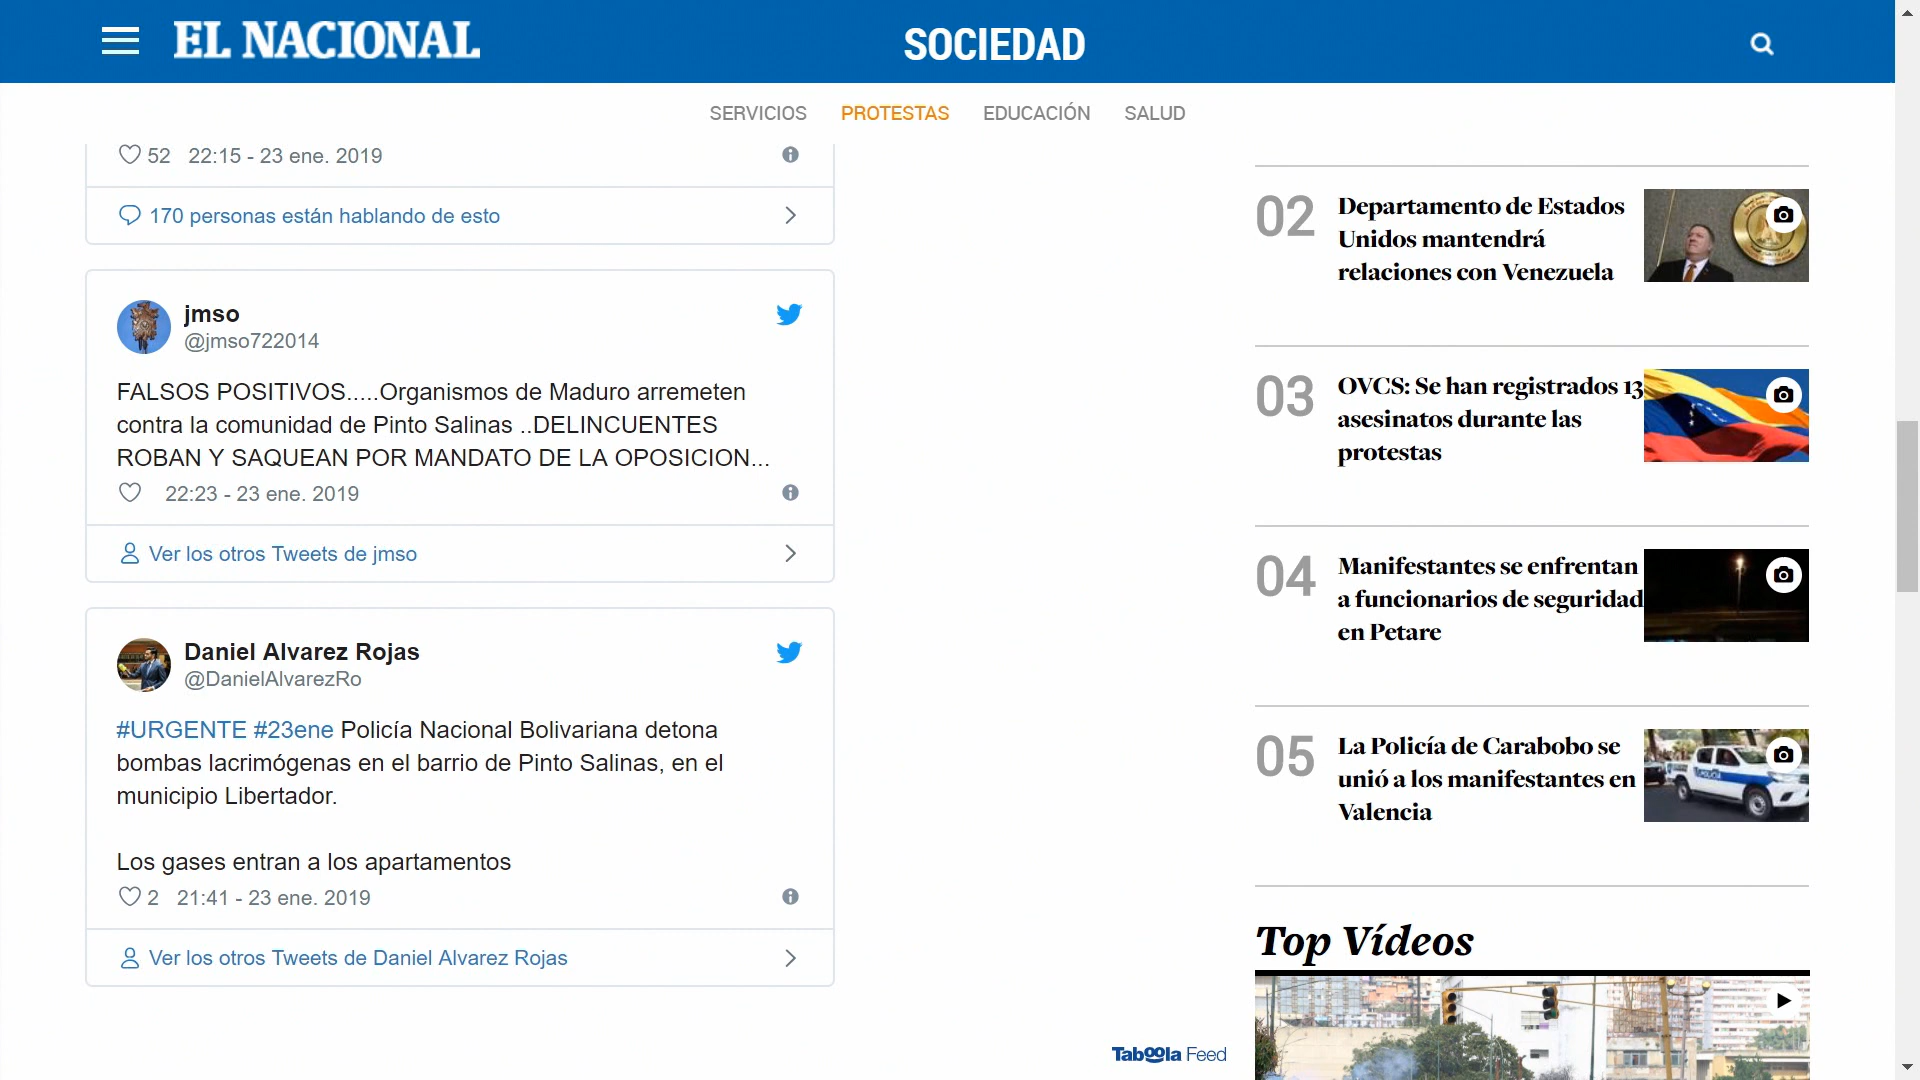 EL NACIONAL
SOCIEDAD
SERVICIOS PROTESTAS EDUCACIÓN SALUD
52 22:15 - 23 ene. 2019
170 personas están hablando de esto
jmso
@jmso722014
FALSOS POSITIVOS.....Organismos de Maduro arremeten
contra la comunidad de Pinto Salinas ..DELINCUENTES
ROBAN Y SAQUEAN POR MANDATO DE LA OPOSICION...
22:23 - 23 ene. 2019
Ver los otros Tweets de jmso
Daniel Alvarez Rojas
@DanielAlvarezRo
#URGENTE #23ene Policía Nacional Bolivariana detona
bombas lacrimógenas en el barrio de Pinto Salinas, en el
municipio Libertador.
Los gases entran a los apartamentos
2 21:41 - 23 ene. 2019
Ver los otros Tweets de Daniel Alvarez Rojas
02
Departamento de Estados
Unidos mantendrá
relaciones con Venezuela
03
OVCS: Se han registrados 13
asesinatos durante las
protestas
04
Manifestantes se enfrentan
a funcionarios de seguridad
en Petare
05
La Policía de Carabobo se
unió a los manifestantes en
Valencia
Top Vídeos
Taboola Feed